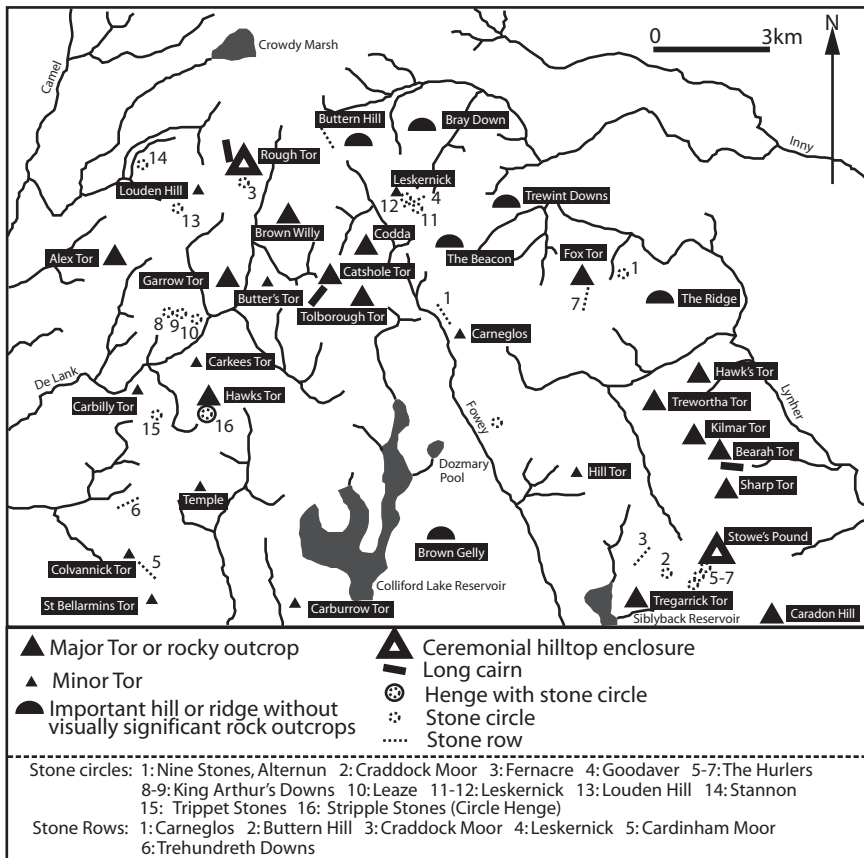 Crowdy Marsh
0 3km
N
Camel
Buttern Hill
Bray Down
Inny
14
Rough Tor
Leskernick
Louden Hill
3
4
12
11
13
Trewint Downs
Brown Willy
Codda
The Beacon
Fox Tor
1
Alex Tor
Garrow Tor
Catshole Tor
Butter's Tor
7
The Ridge
Tolborough Tor
1
8 9 10
Carneglos
Carkees Tor
De Lank
Hawk's Tor
Lynher
Carbilly Tor
Hawks Tor
Trewortha Tor
15
16
Fowey
Kilmar Tor
Bearah Tor
Dozmary
Pool
Hill Tor
Sharp Tor
Temple
6
Brown Gelly
3
Stowe's Pound
2
5-7
Colvannick Tor
5
Colliford Lake Reservoir
St Bellarmins Tor
Carburrow Tor
Tregarrick Tor
Siblyback Reservoir
Caradon Hill
Major Tor or rocky outcrop
Minor Tor
Important hill or ridge without
visually significant rock outcrops
Ceremonial hilltop enclosure
Long cairn
Henge with stone circle
Stone circle
Stone row
Stone circles: 1: Nine Stones, Alternun 2: Craddock Moor 3: Fernacre 4: Goodaver 5-7: The Hurlers
8-9: King Arthur's Downs 10: Leaze 11-12: Leskernick 13: Louden Hill 14: Stannon
15: Trippet Stones 16: Stripple Stones (Circle Henge)
Stone Rows: 1: Carneglos 2: Buttern Hill 3: Craddock Moor 4: Leskernick 5: Cardinham Moor
6: Trehundreth Downs